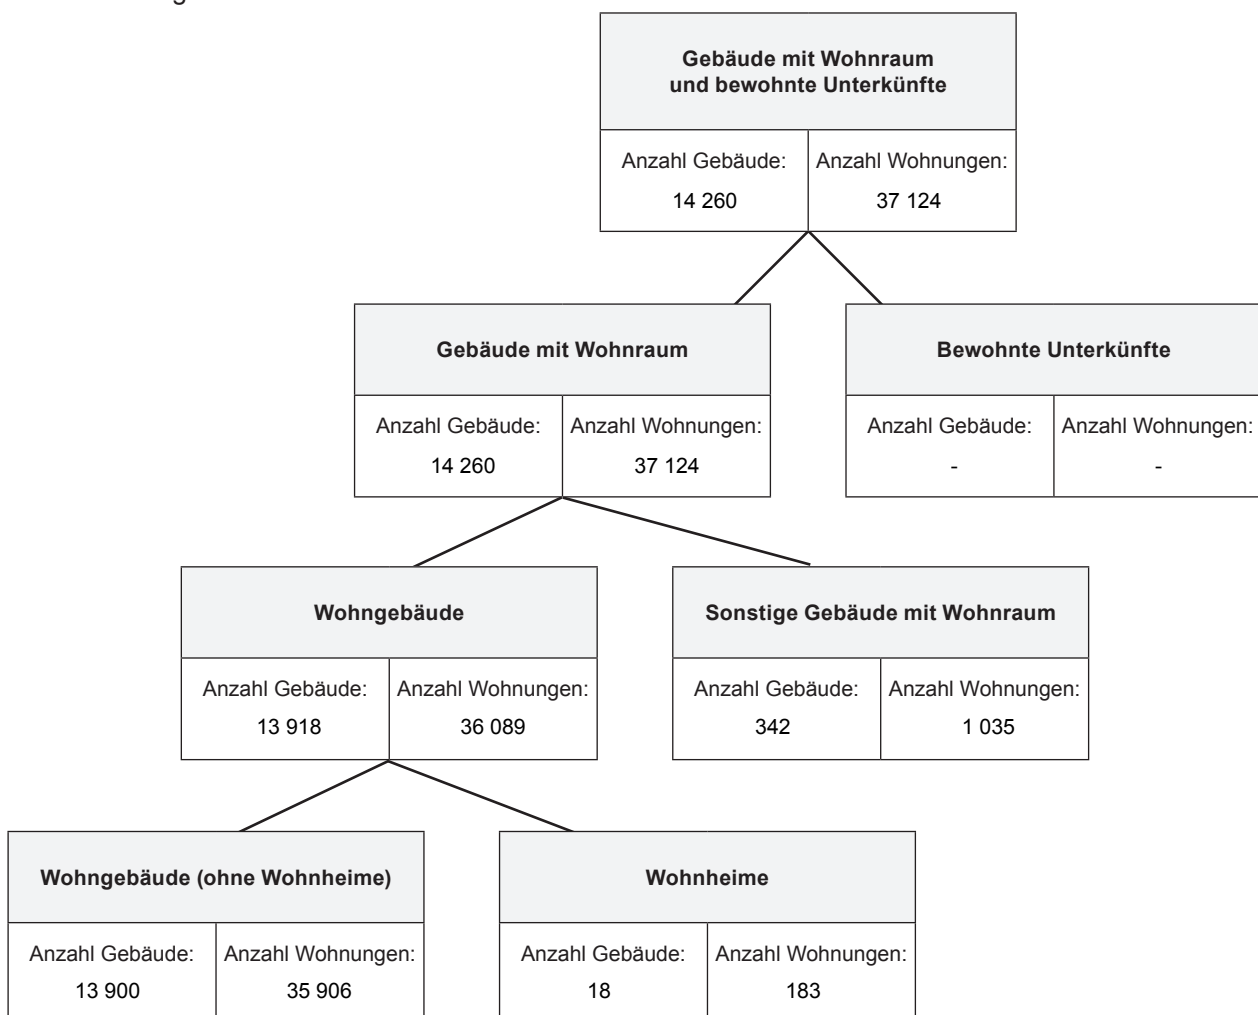 Gebäude mit Wohnraum
und bewohnte Unterkünfte
Anzahl Gebäude: Anzahl Wohnungen:
14 260 37 124
Gebäude mit Wohnraum
Anzahl Gebäude: Anzahl Wohnungen:
14 260 37 124
Bewohnte Unterkünfte
Anzahl Gebäude: Anzahl Wohnungen:
- -
Wohngebäude
Anzahl Gebäude: Anzahl Wohnungen:
13 918 36 089
Sonstige Gebäude mit Wohnraum
Anzahl Gebäude: Anzahl Wohnungen:
342 1 035
Wohngebäude (ohne Wohnheime)
Anzahl Gebäude: Anzahl Wohnungen:
13 900 35 906
Wohnheime
Anzahl Gebäude: Anzahl Wohnungen:
18 183